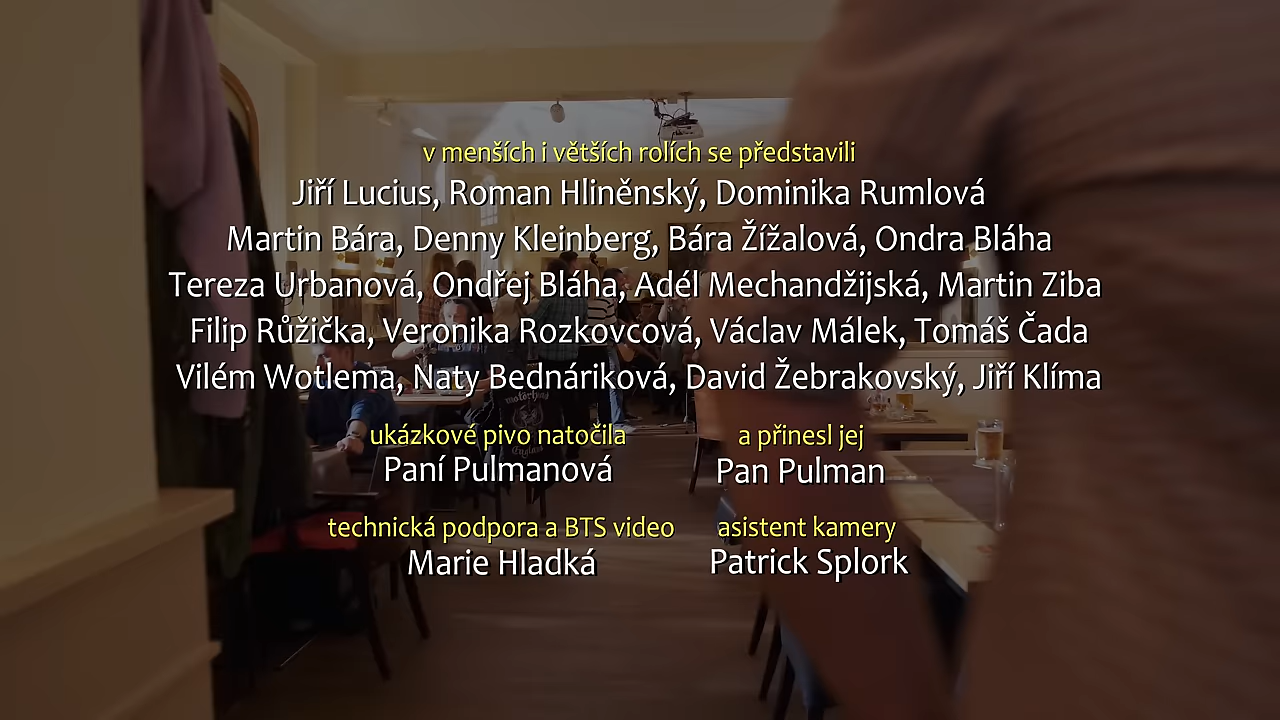 v menších i větších rolích se představili
Jiří Lucius, Roman Hliněnský, Dominika Rumlová
Martin Bára, Denny Kleinberg, Bára Žížalová, Ondra Bláha
Tereza Urbanová, Ondřej Bláha, Adél Mechandžijská, Martin Ziba
Filip Růžička, Veronika Rozkovcová, Václav Málek, Tomáš Čada
Vilém Wotlema, Naty Bednáriková, David Žebrakovský, Jiří Klíma
motörhead
England
ukázkové pivo natočila
Paní Pulmanová
a přinesl jej
Pan Pulman
technická podpora a BTS video
Marie Hladká
asistent kamery
Patrick Splork